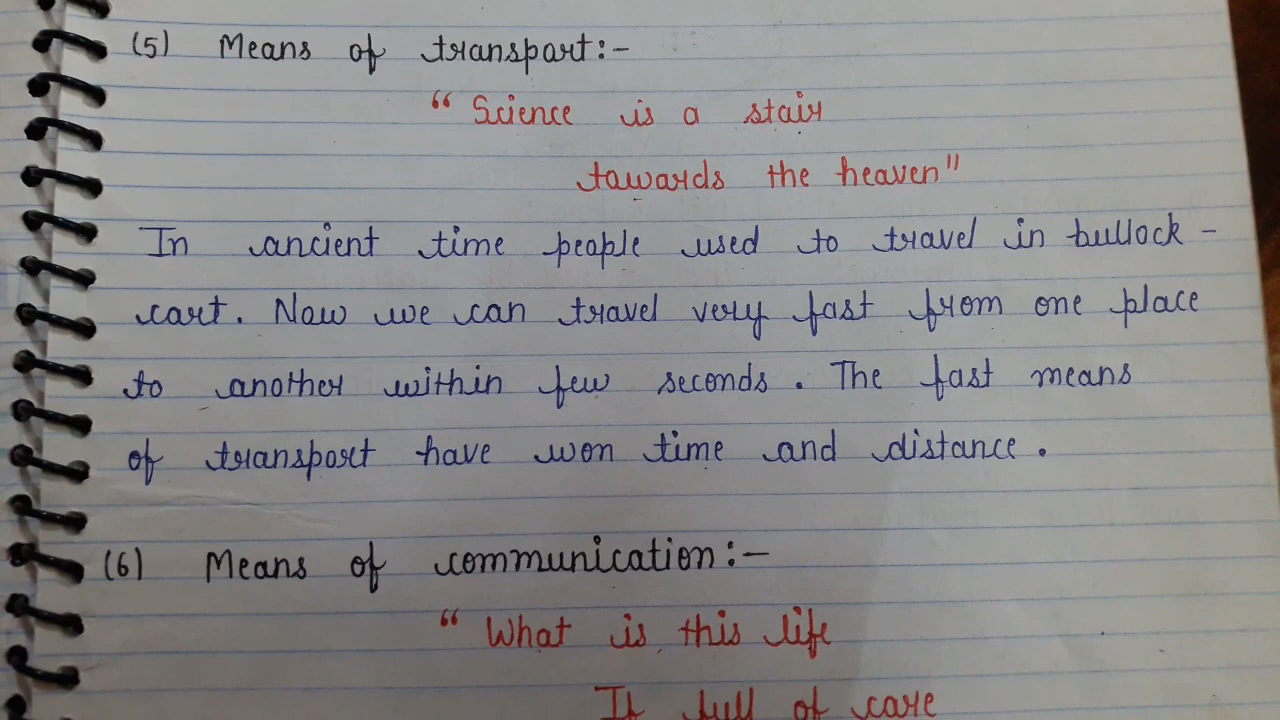 (5) Means of transport:-
“ Science is a stair
towards the heaven"
In ancient time people used to travel in bullock -
cart. Now we can travel very fast from one place
to another within few seconds. The fast means
of transport have won time and distance.
(6) Means of communication:-
“ What is this life
If full of care